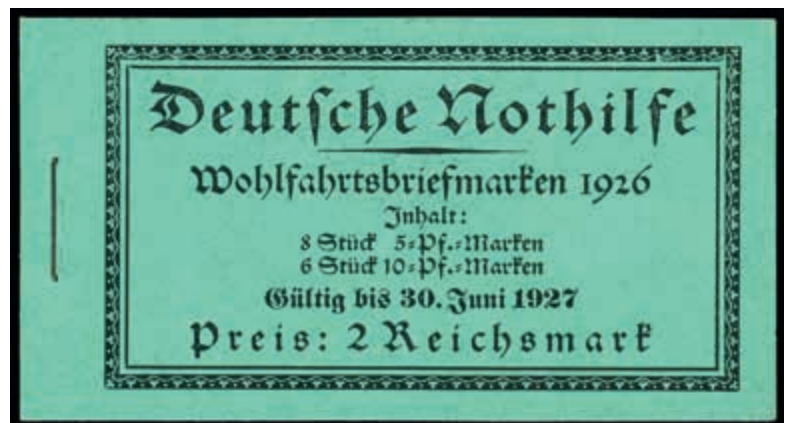 Deutſche Nothilfe
Wohlfahrtsbriefmarken 1926
Inhalt:
8 Stück 5=Pf.=Marken
6 Stück 10=Pf.=Marken
Gültig bis 30. Juni 1927
Preis: 2 Reichsmark